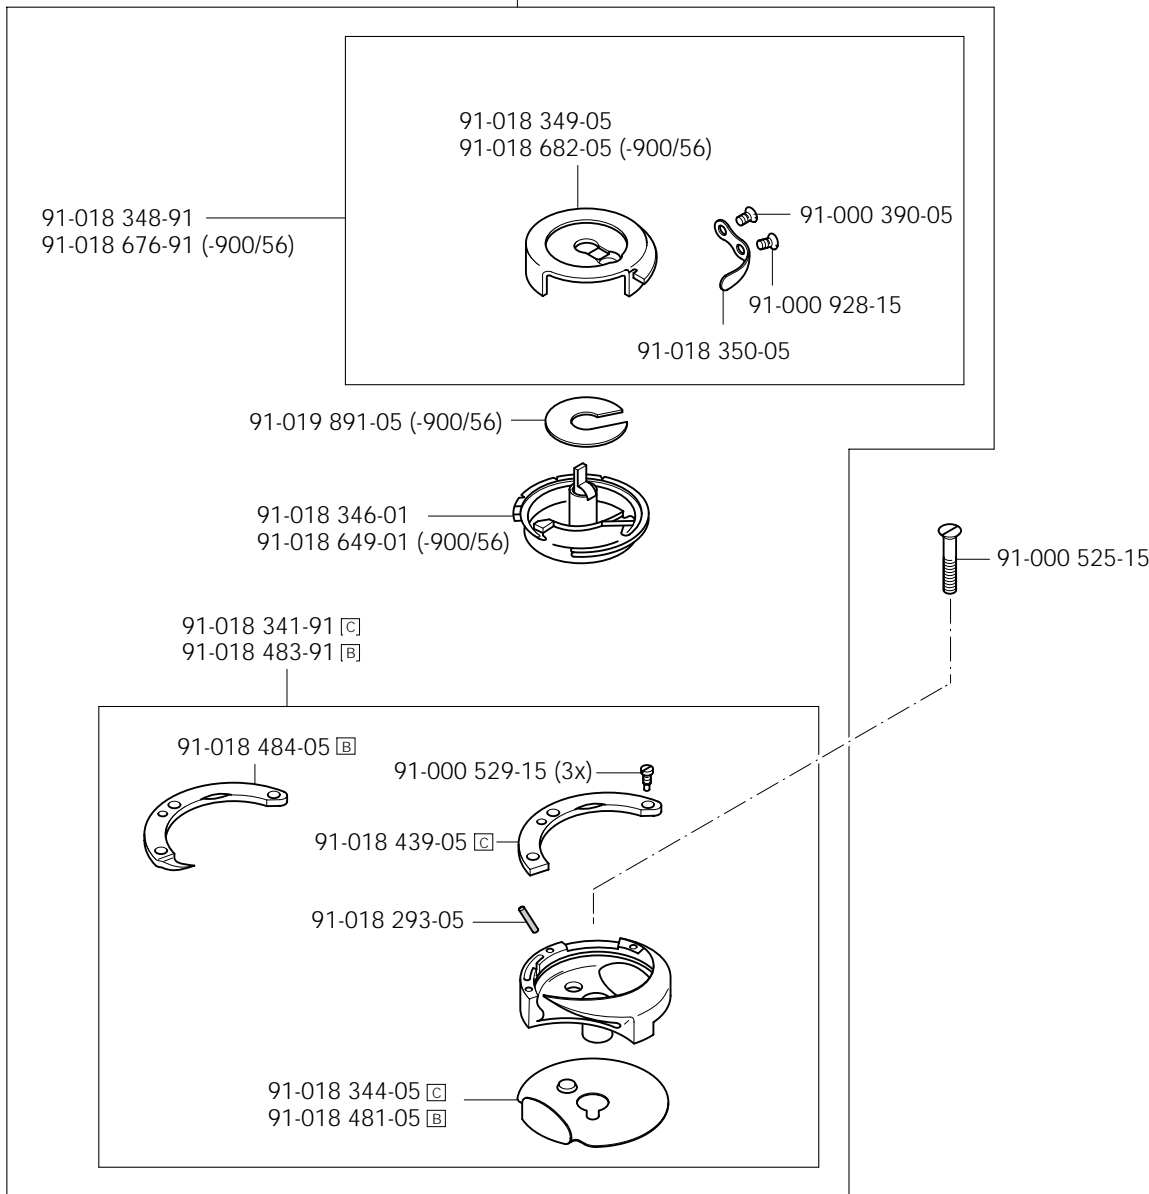 91-018 349-05
91-018 682-05 (-900/56)
91-018 348-91
91-018 676-91 (-900/56)
91-000 390-05
91-000 928-15
91-018 350-05
91-019 891-05 (-900/56)
91-018 346-01
91-018 649-01 (-900/56)
91-000 525-15
91-018 341-91 C
91-018 483-91 B
91-018 484-05 B
91-000 529-15 (3x)
91-018 439-05 C
91-018 293-05
91-018 344-05 C
91-018 481-05 B